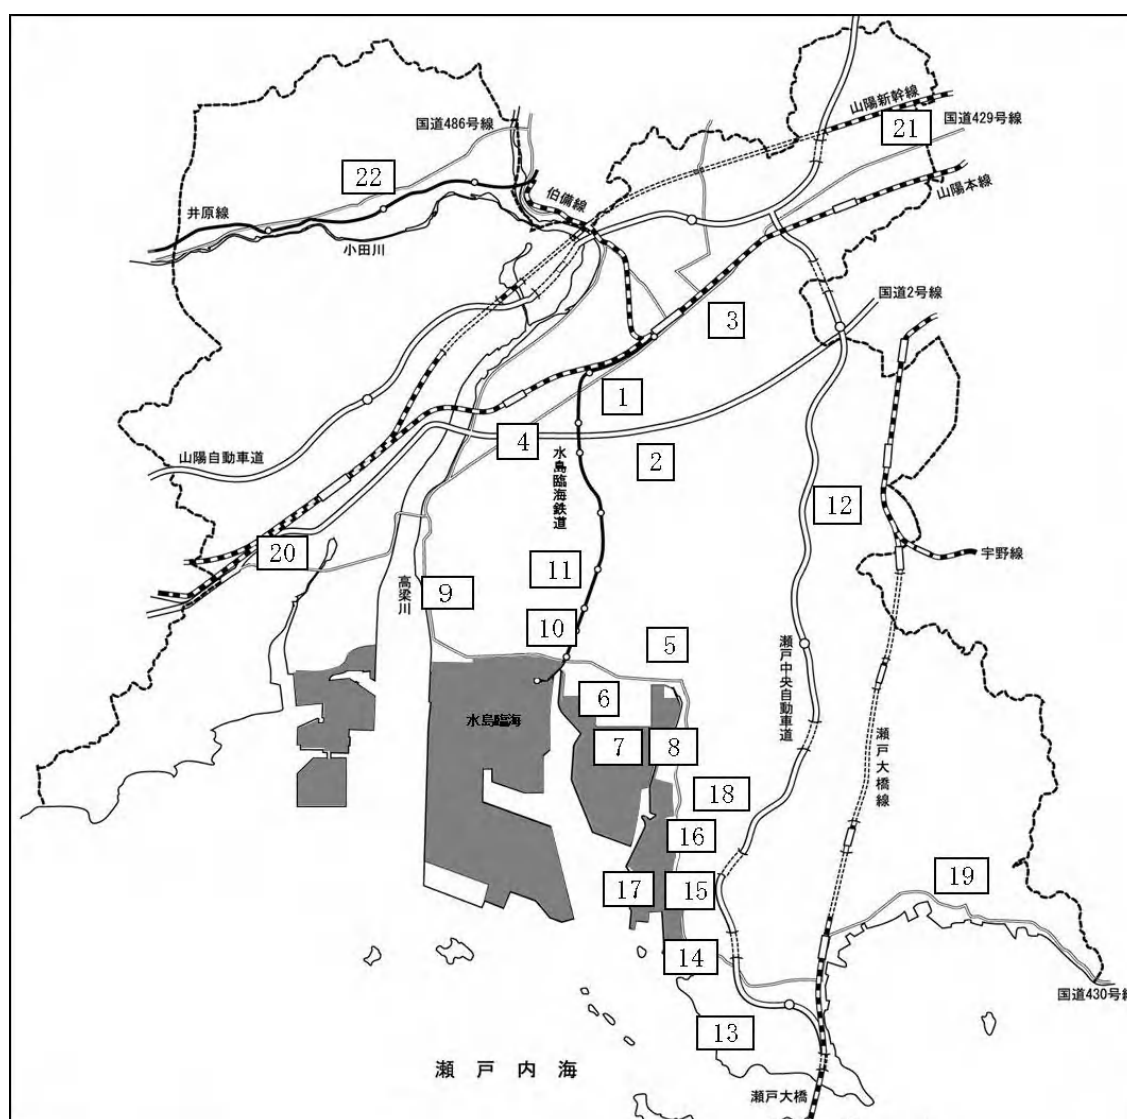 山陽新幹線
国道486号線
21
国道429号線
22
伯備線
山陽本線
井原線
小田川
国道2号線
3
1
4
2
山陽自動車道
水島臨海鉄道
12
20
宇野線
11
高梁川
9
10
5
瀬戸中央自動車道
6
水島臨海
7
8
瀬戸大橋線
18
16
17
15
19
14
国道430号線
13
瀬戸内海
瀬戸大橋